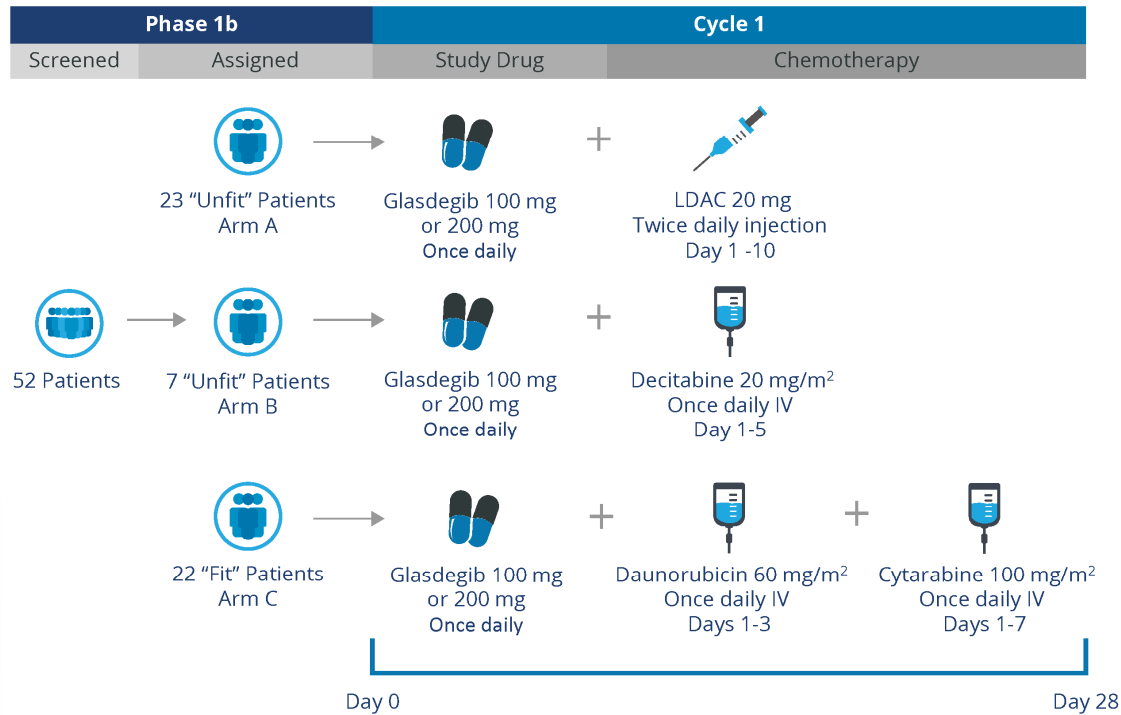 Phase 1b
Cycle 1
Screened
Assigned
Study Drug
Chemotherapy
23 “Unfit” Patients
Arm A
Glasdegib 100 mg
or 200 mg
Once daily
+
LDAC 20 mg
Twice daily injection
Day 1 -10
52 Patients
7 “Unfit” Patients
Arm B
Glasdegib 100 mg
or 200 mg
Once daily
+
Decitabine 20 mg/m²
Once daily IV
Day 1-5
22 “Fit” Patients
Arm C
Glasdegib 100 mg
or 200 mg
Once daily
+
Daunorubicin 60 mg/m²
Once daily IV
Days 1-3
+
Cytarabine 100 mg/m²
Once daily IV
Days 1-7
Day 0
Day 28